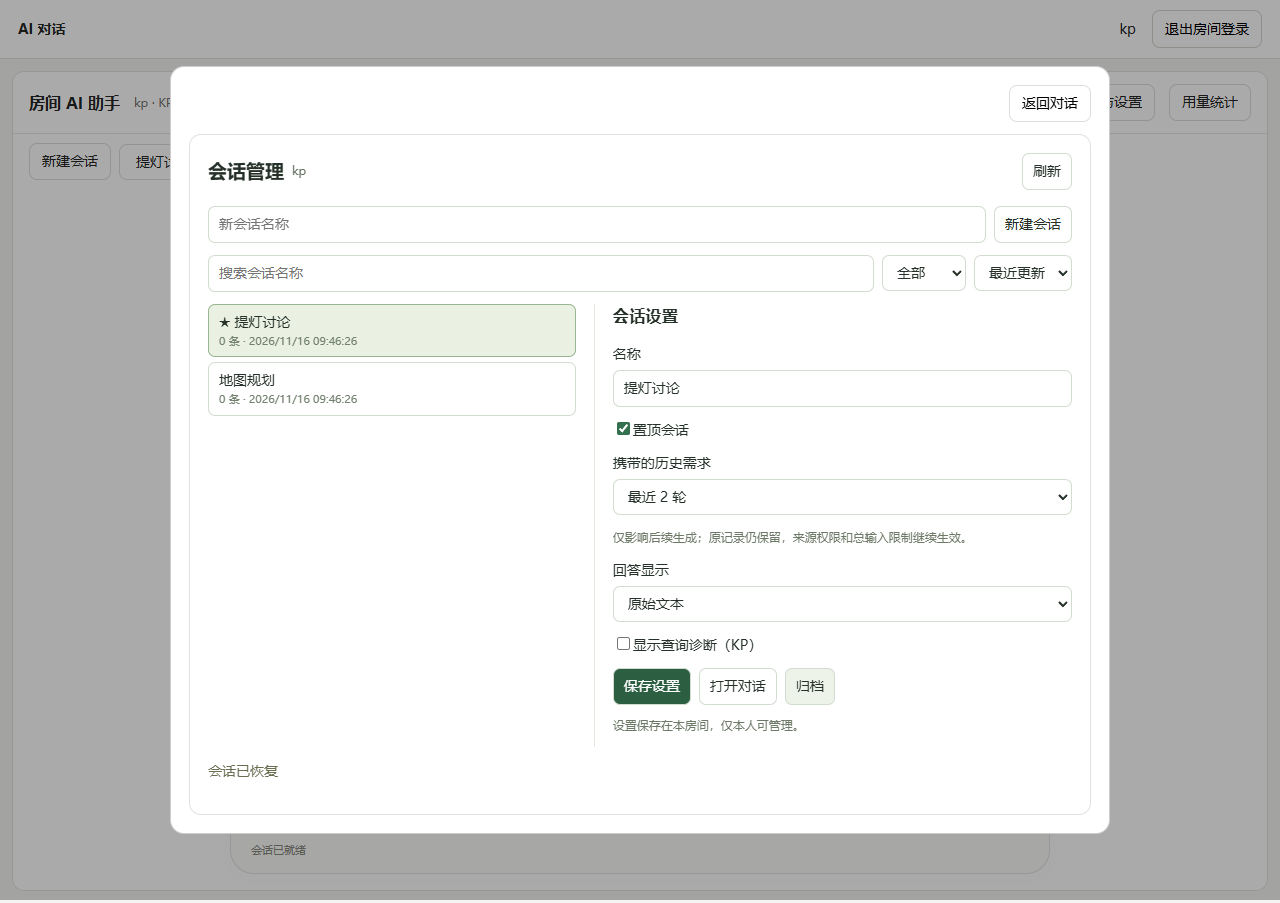 AI 对话
kp
退出房间登录
房间 AI 助手
kp · KP
设置
用量统计
新建会话
提灯
返回对话
会话管理
kp
刷新
新会话名称
新建会话
搜索会话名称
全部
最近更新
★ 提灯讨论
0 条 · 2026/11/16 09:46:26
地图规划
0 条 · 2026/11/16 09:46:26
会话设置
名称
提灯讨论
置顶会话
携带的历史需求
最近 2 轮
仅影响后续生成；原记录仍保留，来源权限和总输入限制继续生效。
回答显示
原始文本
显示查询诊断（KP）
保存设置
打开对话
归档
设置保存在本房间，仅本人可管理。
会话已恢复
会话已就绪